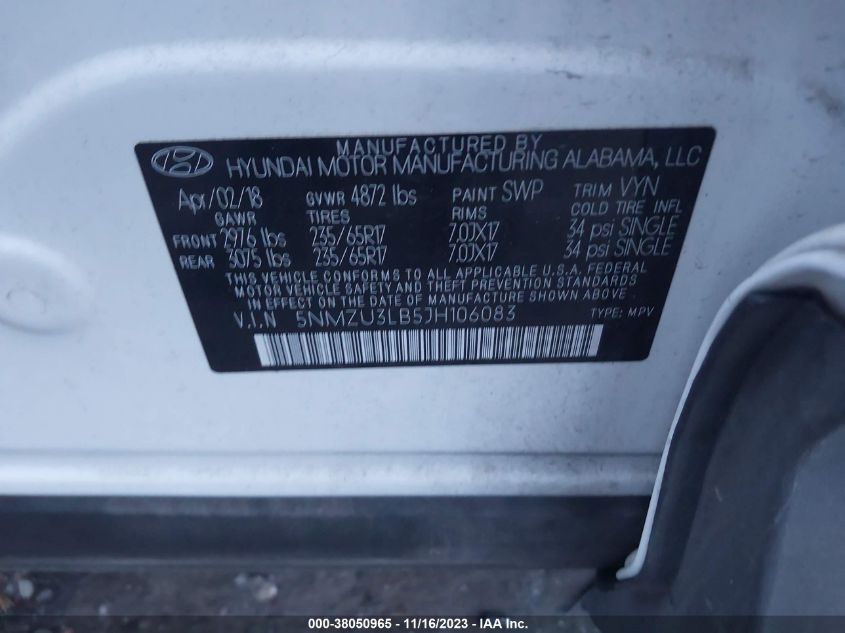 MANUFACTURED BY
HYUNDAI MOTOR MANUFACTURING ALABAMA, LLC
Apr/02/18 GVWR 4872 lbs PAINT SWP TRIM VYN
GAWR TIRES RIMS COLD TIRE INFL
FRONT 2976 lbs 235/65R17 7.0JX17 34 psi SINGLE
REAR 3075 lbs 235/65R17 7.0JX17 34 psi SINGLE
THIS VEHICLE CONFORMS TO ALL APPLICABLE U.S.A. FEDERAL
MOTOR VEHICLE SAFETY AND THEFT PREVENTION STANDARDS
IN EFFECT ON THE DATE OF MANUFACTURE SHOWN ABOVE.
V.I.N 5NMZU3LB5JH106083 TYPE: MPV
000-38050965 - 11/16/2023 - IAA Inc.